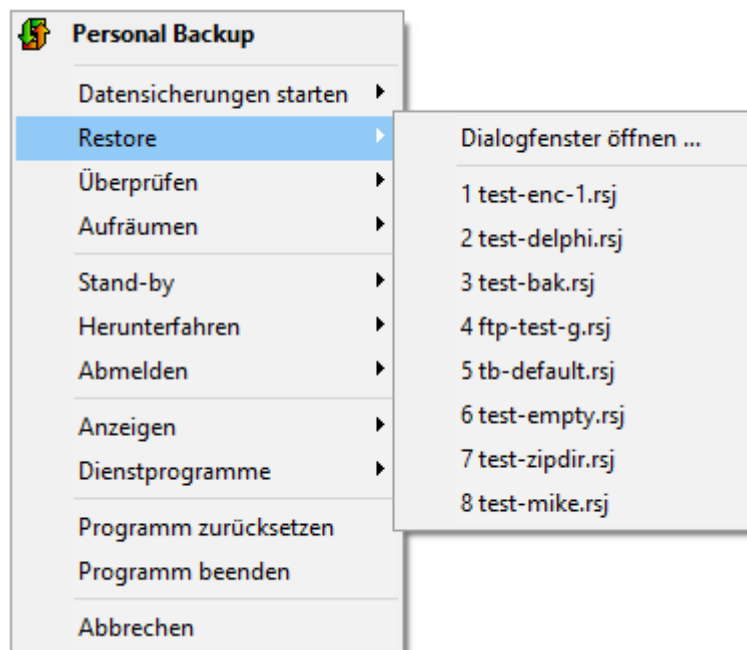 Personal Backup
Datensicherungen starten
Restore
Überprüfen
Aufräumen
Stand-by
Herunterfahren
Abmelden
Anzeigen
Dienstprogramme
Programm zurücksetzen
Programm beenden
Abbrechen
Dialogfenster öffnen ...
1 test-enc-1.rsj
2 test-delphi.rsj
3 test-bak.rsj
4 ftp-test-g.rsj
5 tb-default.rsj
6 test-empty.rsj
7 test-zipdir.rsj
8 test-mike.rsj